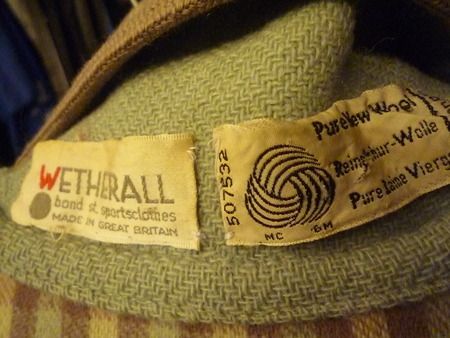 WETHERALL
bond st. sportsclothes
MADE IN GREAT BRITAIN
507532
Pure New Wool
Reine Schur-Wolle
Pure Laine Vierge
MC GM